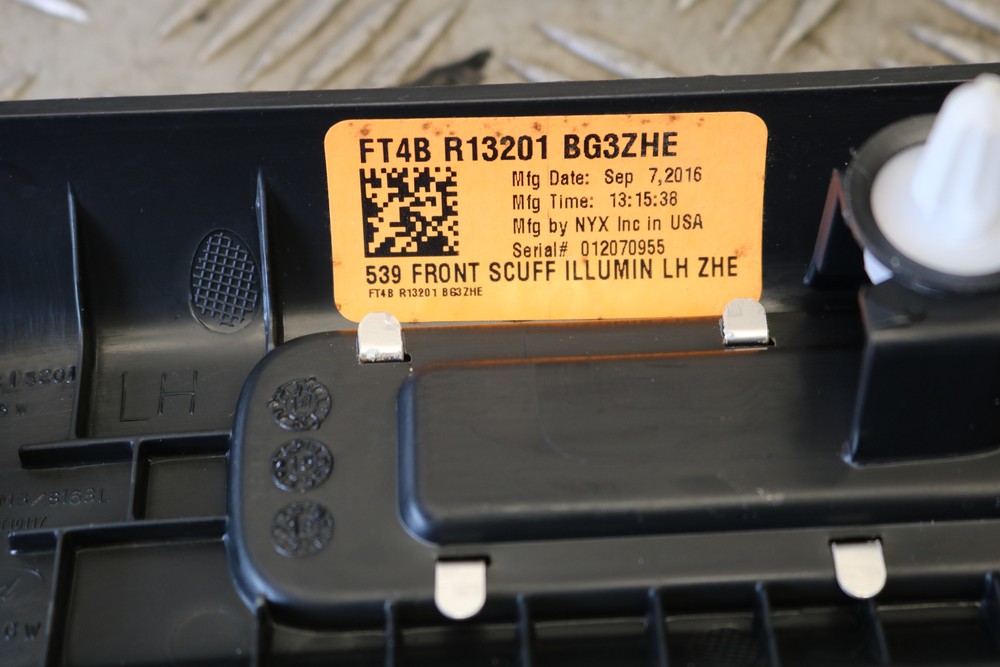 FT4B R13201 BG3ZHE
Mfg Date: Sep 7,2016
Mfg Time: 13:15:38
Mfg by NYX Inc in USA
Serial# 012070955
539 FRONT SCUFF ILLUMIN LH ZHE
FT4B R13201 BG3ZHE
LH